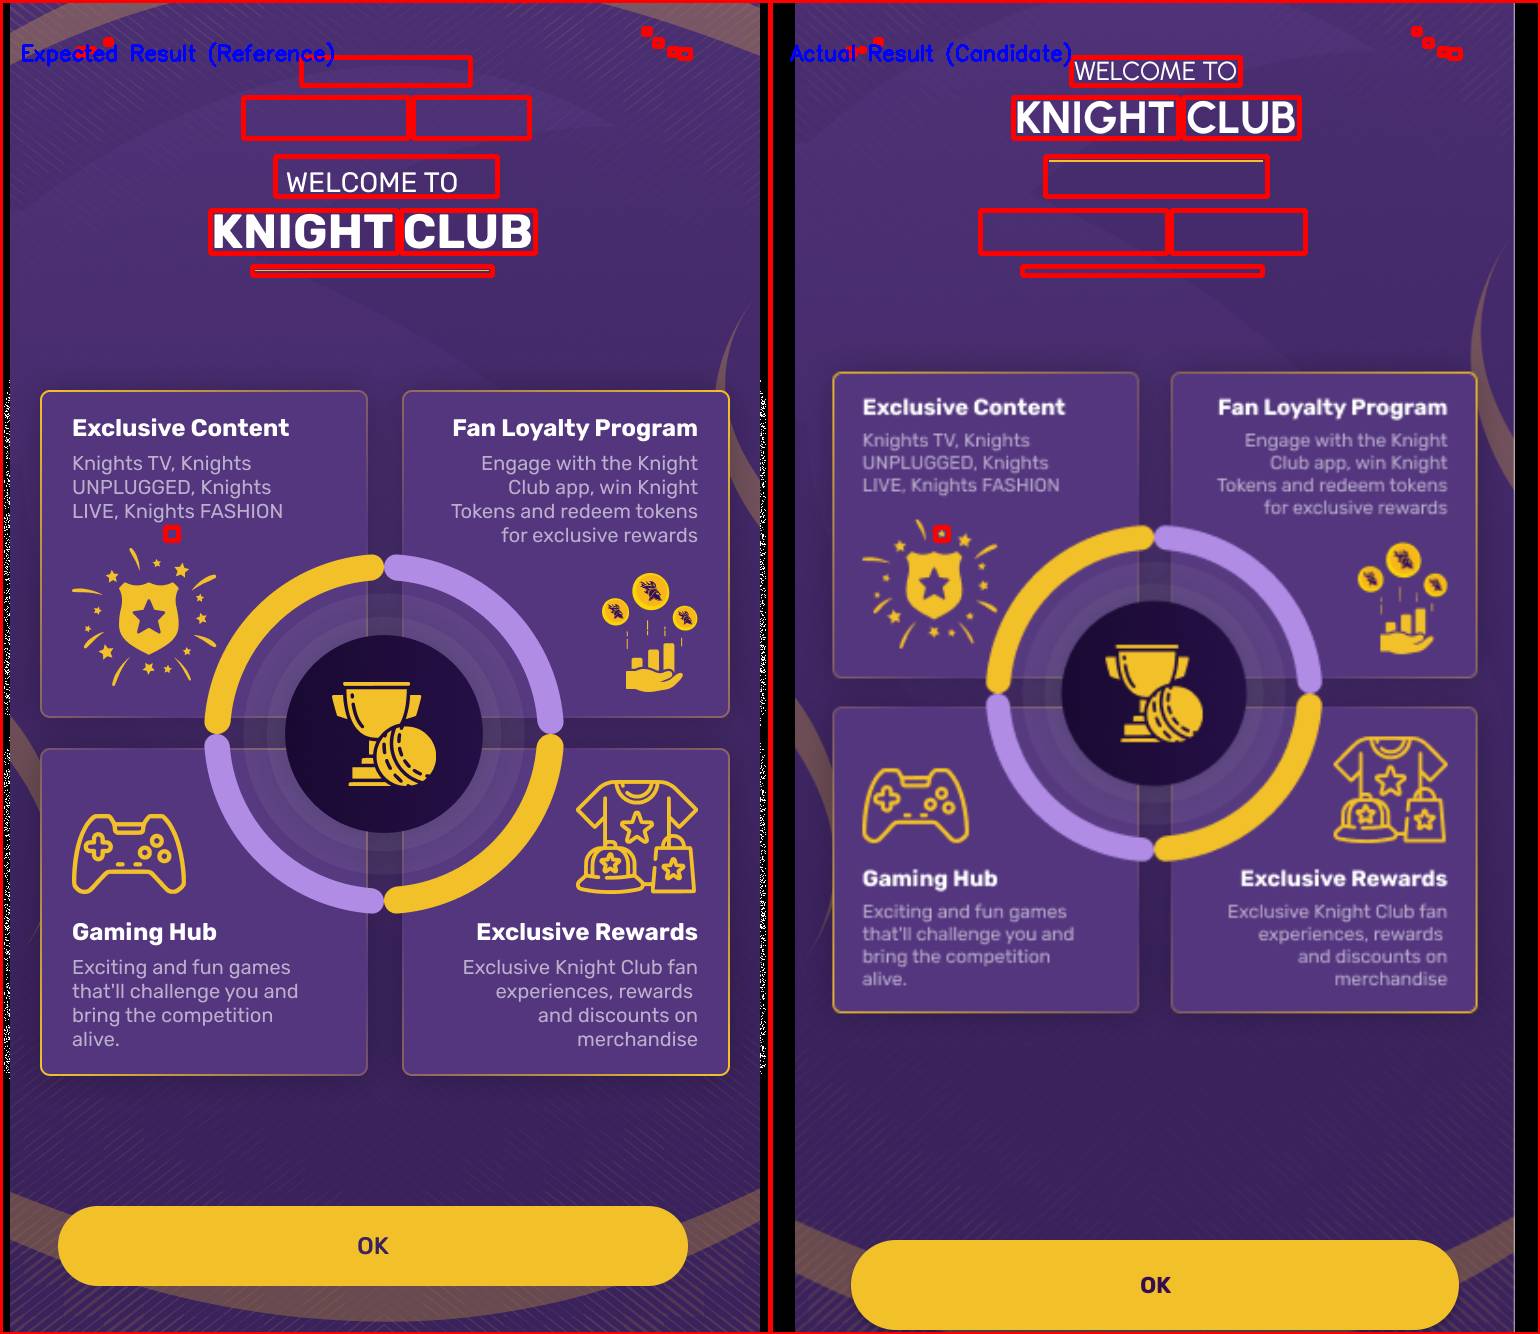 Expected Result (Reference)
WELCOME TO
KNIGHT CLUB
Exclusive Content
Knights TV, Knights
UNPLUGGED, Knights
LIVE, Knights FASHION
Fan Loyalty Program
Engage with the Knight
Club app, win Knight
Tokens and redeem tokens
for exclusive rewards
Gaming Hub
Exciting and fun games
that'll challenge you and
bring the competition
alive.
Exclusive Rewards
Exclusive Knight Club fan
experiences, rewards
and discounts on
merchandise
OK
Actual Result (Candidate)
WELCOME TO
KNIGHT CLUB
Exclusive Content
Knights TV, Knights
UNPLUGGED, Knights
LIVE, Knights FASHION
Fan Loyalty Program
Engage with the Knight
Club app, win Knight
Tokens and redeem tokens
for exclusive rewards
Gaming Hub
Exciting and fun games
that'll challenge you and
bring the competition
alive.
Exclusive Rewards
Exclusive Knight Club fan
experiences, rewards
and discounts on
merchandise
OK